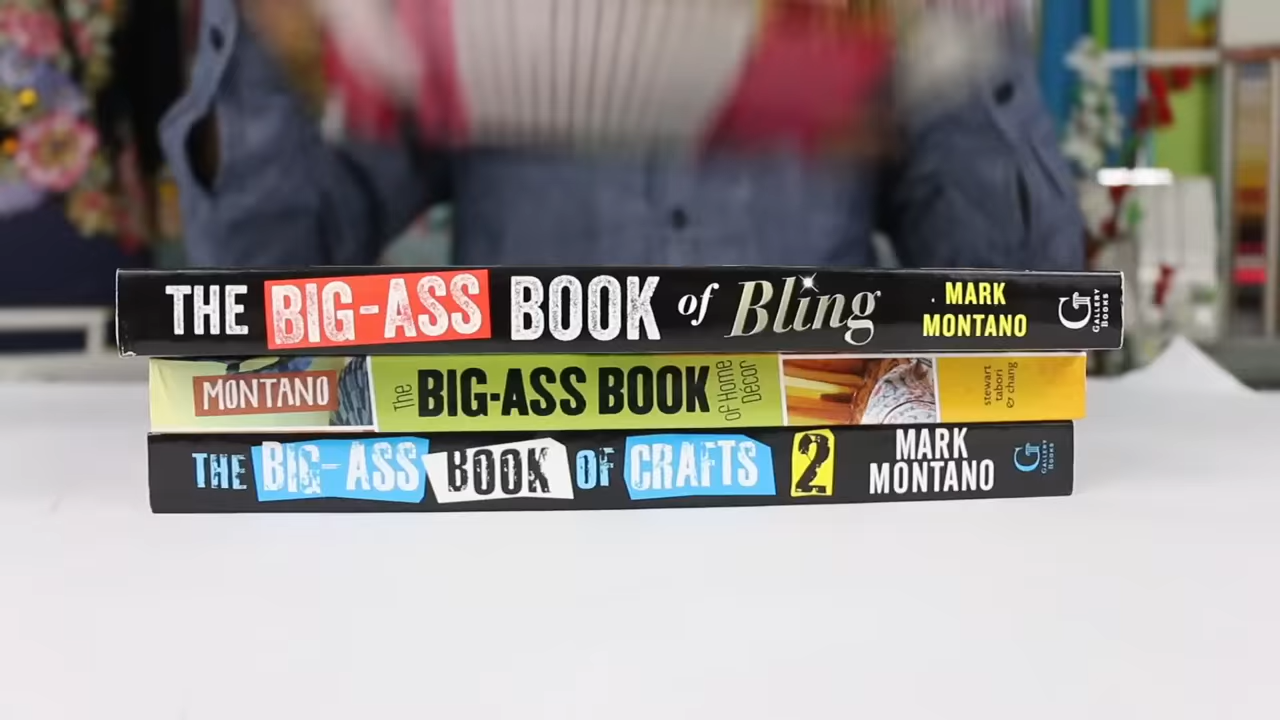 THE BIG-ASS BOOK of Bling
MARK
MONTANO
GALLERY
BOOKS
MONTANO
The
BIG-ASS BOOK
of Home
Décor
stewart
tabori
& chang
THE BIG-ASS BOOK OF CRAFTS 2
MARK
MONTANO
GALLERY
BOOKS